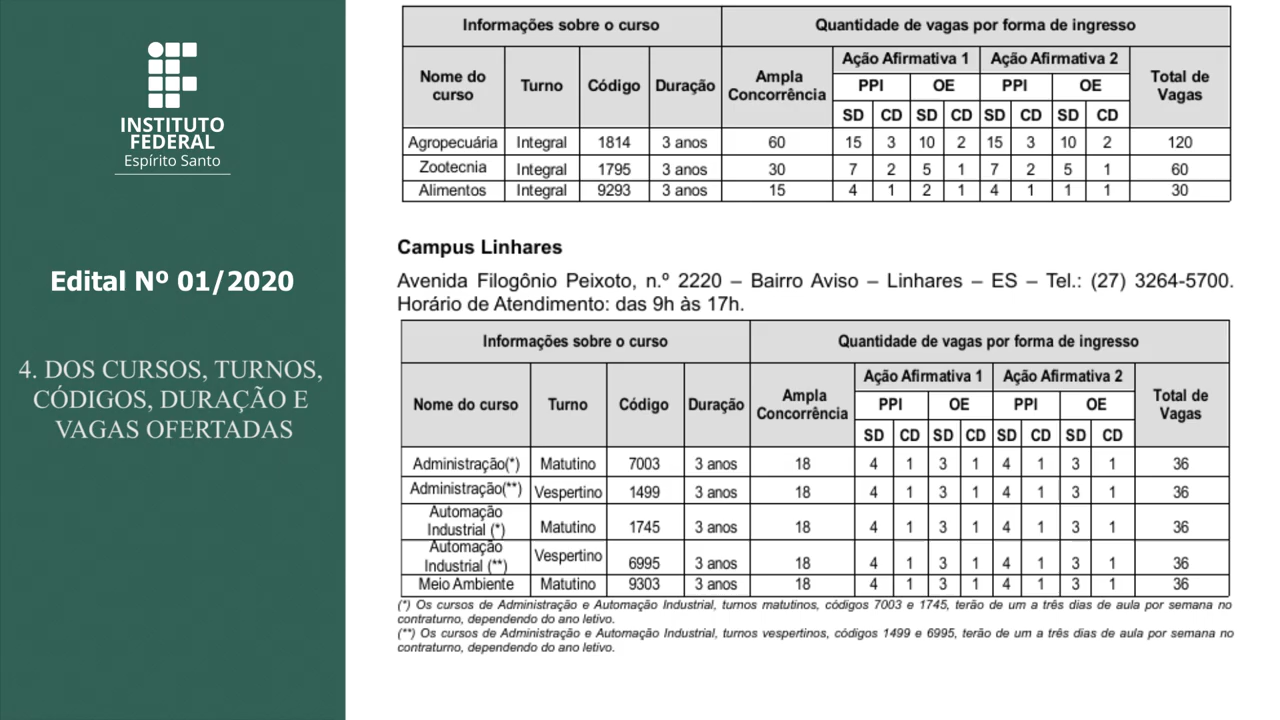 INSTITUTO
FEDERAL
Espírito Santo
Edital Nº 01/2020
4. DOS CURSOS, TURNOS,
CÓDIGOS, DURAÇÃO E
VAGAS OFERTADAS
Informações sobre o curso Quantidade de vagas por forma de ingresso
Nome do curso Turno Código Duração Ampla Concorrência Ação Afirmativa 1 Ação Afirmativa 2 Total de Vagas
PPI OE PPI OE
SD CD SD CD SD CD SD CD
Agropecuária Integral 1814 3 anos 60 15 3 10 2 15 3 10 2 120
Zootecnia Integral 1795 3 anos 30 7 2 5 1 7 2 5 1 60
Alimentos Integral 9293 3 anos 15 4 1 2 1 4 1 1 1 30
Campus Linhares
Avenida Filogônio Peixoto, n.º 2220 – Bairro Aviso – Linhares – ES – Tel.: (27) 3264-5700.
Horário de Atendimento: das 9h às 17h.
Informações sobre o curso Quantidade de vagas por forma de ingresso
Nome do curso Turno Código Duração Ampla Concorrência Ação Afirmativa 1 Ação Afirmativa 2 Total de Vagas
PPI OE PPI OE
SD CD SD CD SD CD SD CD
Administração(*) Matutino 7003 3 anos 18 4 1 3 1 4 1 3 1 36
Administração(**) Vespertino 1499 3 anos 18 4 1 3 1 4 1 3 1 36
Automação Industrial (*) Matutino 1745 3 anos 18 4 1 3 1 4 1 3 1 36
Automação Industrial (**) Vespertino 6995 3 anos 18 4 1 3 1 4 1 3 1 36
Meio Ambiente Matutino 9303 3 anos 18 4 1 3 1 4 1 3 1 36
(*) Os cursos de Administração e Automação Industrial, turnos matutinos, códigos 7003 e 1745, terão de um a três dias de aula por semana no
contraturno, dependendo do ano letivo.
(**) Os cursos de Administração e Automação Industrial, turnos vespertinos, códigos 1499 e 6995, terão de um a três dias de aula por semana no
contraturno, dependendo do ano letivo.